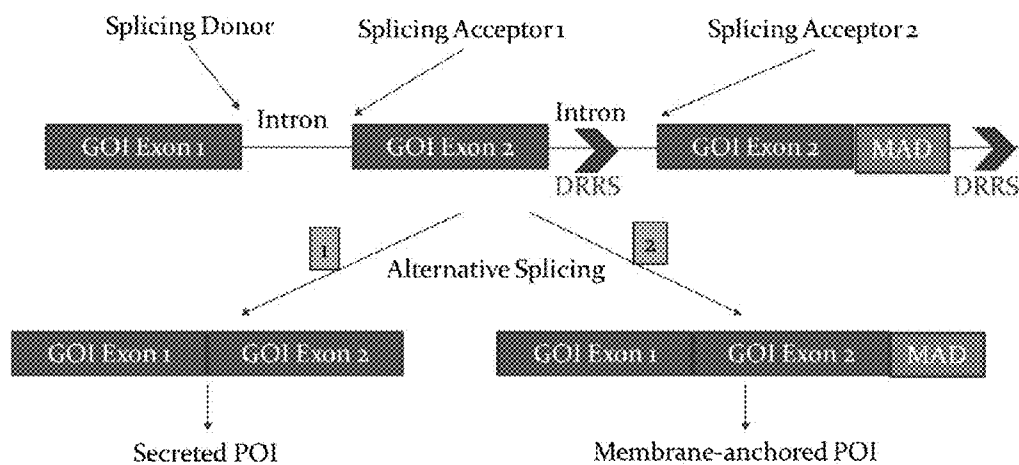 Splicing Donor
Splicing Acceptor 1
Splicing Acceptor 2
GOI Exon 1
Intron
GOI Exon 2
Intron
DRRS
GOI Exon 2
MAD
DRRS
1
Alternative Splicing
2
GOI Exon 1
GOI Exon 2
GOI Exon 1
GOI Exon 2
MAD
Secreted POI
Membrane-anchored POI